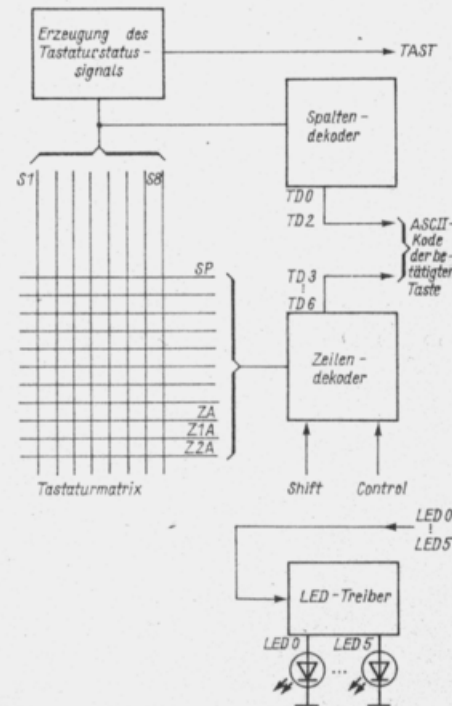 Erzeugung des
Tastaturstatus-
signals
TAST
Spalten-
dekoder
S1
S8
TD0
TD2
ASCII-
Kode
der be-
tätigten
Taste
SP
TD3
TD6
Zeilen-
dekoder
ZA
Z1A
Z2A
Tastaturmatrix
Shift
Control
LED0
LED5
LED-Treiber
LED0
LED5
...